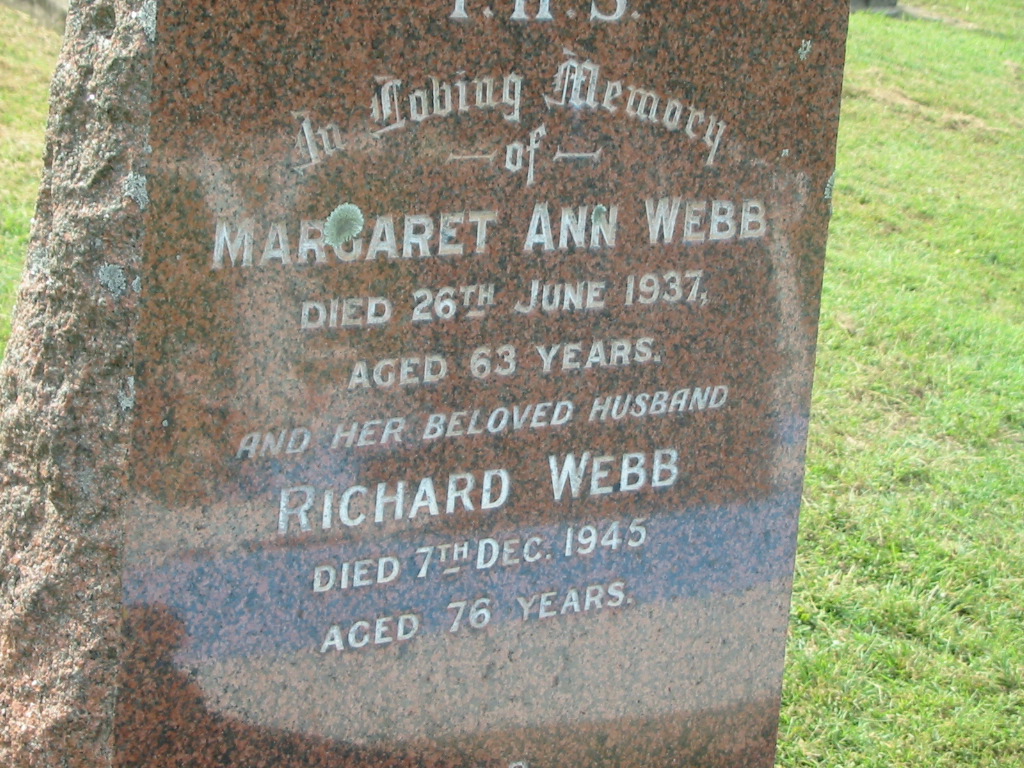 I.H.S.
In Loving Memory
of
MARGARET ANN WEBB
DIED 26TH JUNE 1937,
AGED 63 YEARS.
AND HER BELOVED HUSBAND
RICHARD WEBB
DIED 7TH DEC. 1945
AGED 76 YEARS.